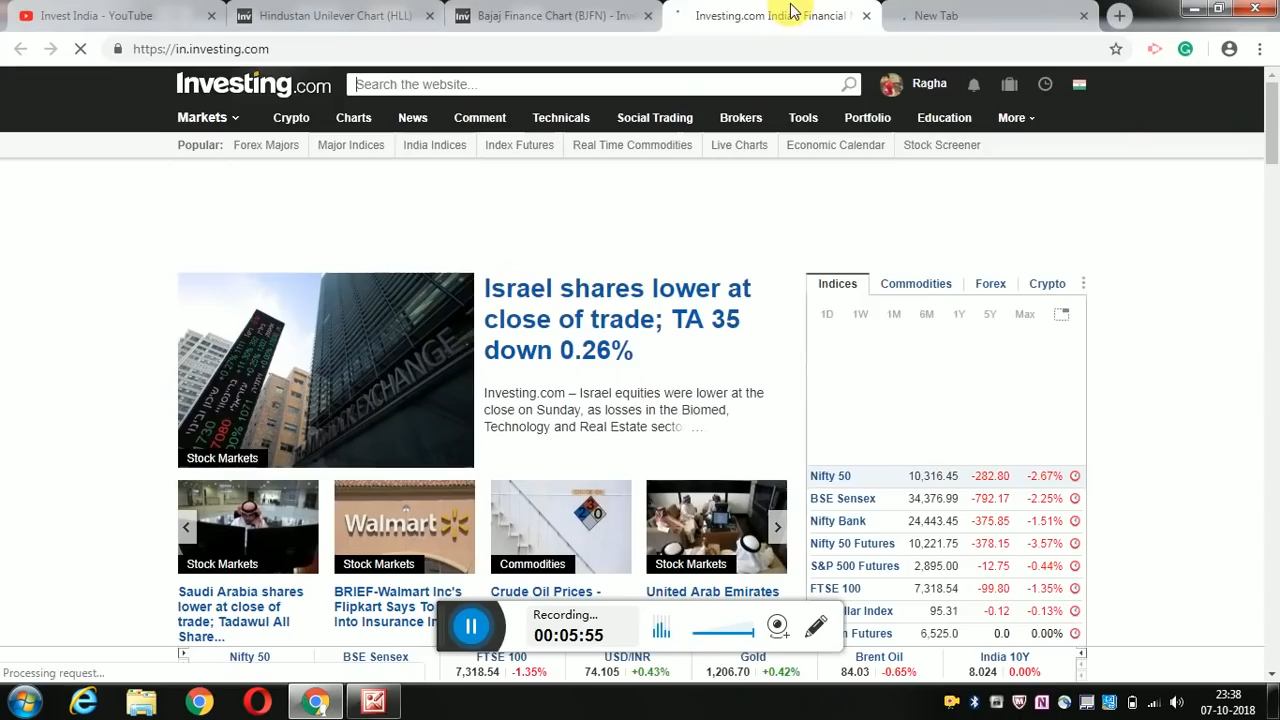 Invest India - YouTube
Hindustan Unilever Chart (HLL)
Bajaj Finance Chart (BJFN) - Inve
Investing.com India
Financial
New Tab
https://in.investing.com
Investing.com
Search the website...
Ragha
Markets
Crypto
Charts
News
Comment
Technicals
Social Trading
Brokers
Tools
Portfolio
Education
More
Popular:
Forex Majors
Major Indices
India Indices
Index Futures
Real Time Commodities
Live Charts
Economic Calendar
Stock Screener
EXCHANGE
Stock Markets
Israel shares lower at
close of trade; TA 35
down 0.26%
Investing.com – Israel equities were lower at the
close on Sunday, as losses in the Biomed,
Technology and Real Estate secto ...
Indices
Commodities
Forex
Crypto
1D
1W
1M
6M
1Y
5Y
Max
Nifty 50 10,316.45 -282.80 -2.67%
BSE Sensex 34,376.99 -792.17 -2.25%
Nifty Bank 24,443.45 -375.85 -1.51%
Nifty 50 Futures 10,221.75 -378.15 -3.57%
S&P 500 Futures 2,895.00 -12.75 -0.44%
FTSE 100 7,318.54 -99.80 -1.35%
llar Index 95.31 -0.12 -0.13%
Futures 6,525.0 0.0 0.00%
Walmart
Stock Markets
Stock Markets
Commodities
Stock Markets
Saudi Arabia shares
lower at close of
trade; Tadawul All
Share...
BRIEF-Walmart Inc's
Flipkart Says To
Into Insurance In
Crude Oil Prices -
United Arab Emirates
Recording...
00:05:55
Nifty 50
BSE Sensex
FTSE 100
7,318.54 -1.35%
USD/INR
74.105 +0.43%
Gold
1,206.70 +0.42%
Brent Oil
84.03 -0.65%
India 10Y
8.024 0.00%
Processing request...
23:38
07-10-2018